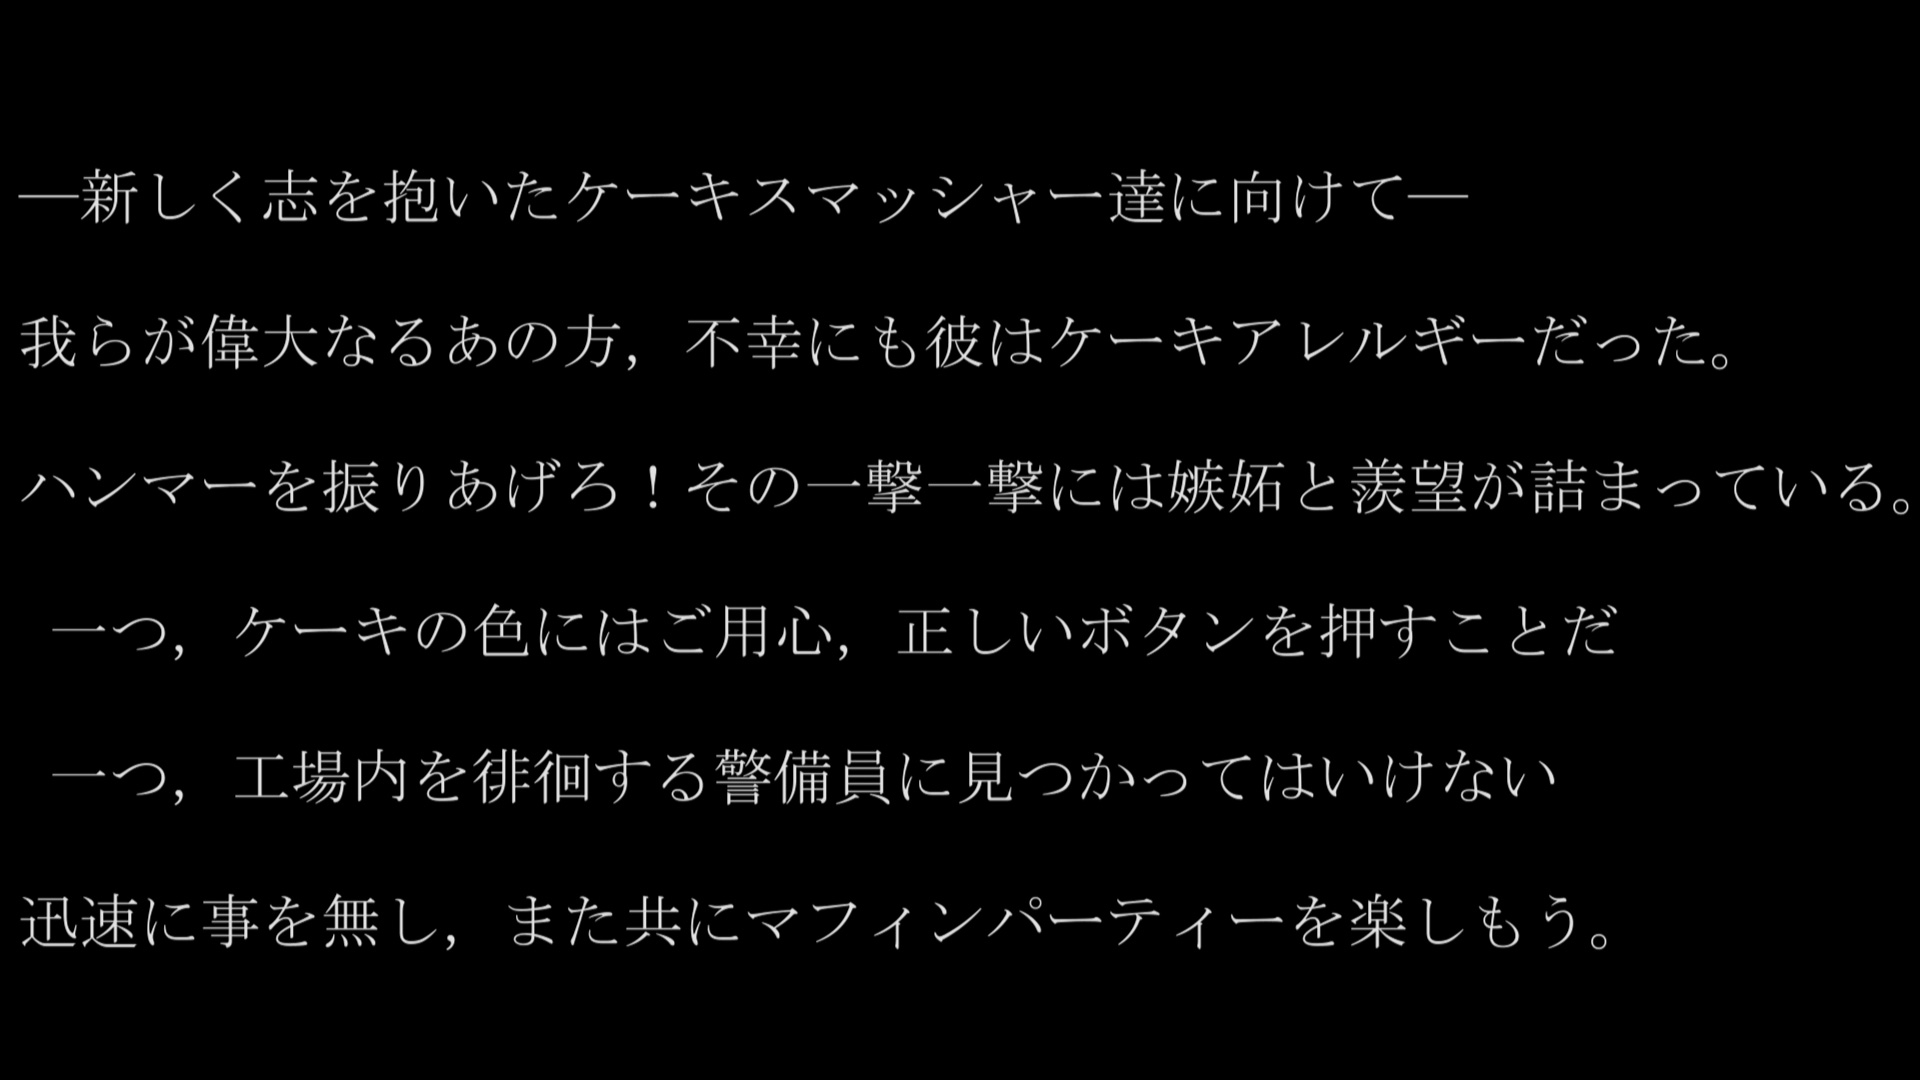 ―新しく志を抱いたケーキスマッシャー達に向けて―
我らが偉大なるあの方，不幸にも彼はケーキアレルギーだった。
ハンマーを振りあげろ！その一撃一撃には嫉妬と羨望が詰まっている。
一つ，ケーキの色にはご用心，正しいボタンを押すことだ
一つ，工場内を徘徊する警備員に見つかってはいけない
迅速に事を無し，また共にマフィンパーティーを楽しもう。